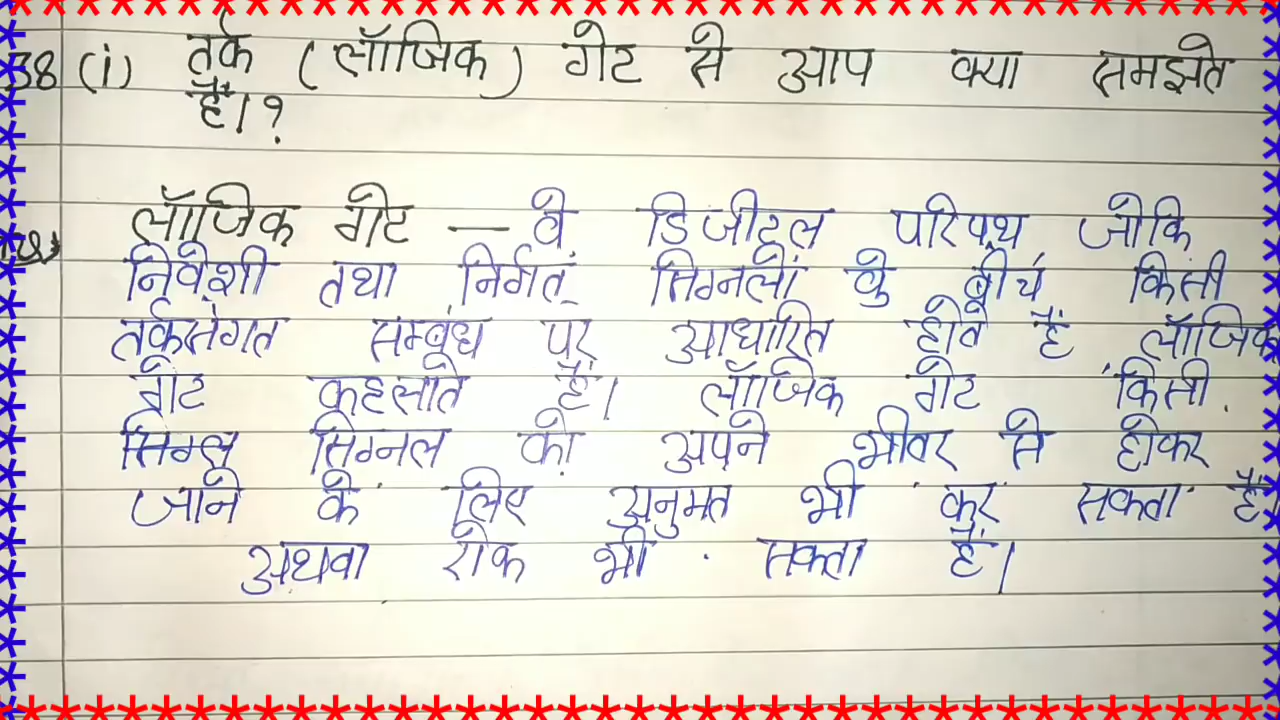 38 (i) तर्क (लॉजिक) गेट से आप क्या समझते
हैं।?
लॉजिक गेट — वे डिजीटल परिपथ जोकि
निवेशी तथा निर्गत सिग्नलों के बीच किसी
तर्कसंगत सम्बंध पर आधारित होते हैं लॉजिक
गेट कहलाते हैं। लॉजिक गेट किसी
सिग्नल को अपने भीतर से होकर
जाने के लिए अनुमत भी कर सकता है
अथवा रोक भी सकता है।